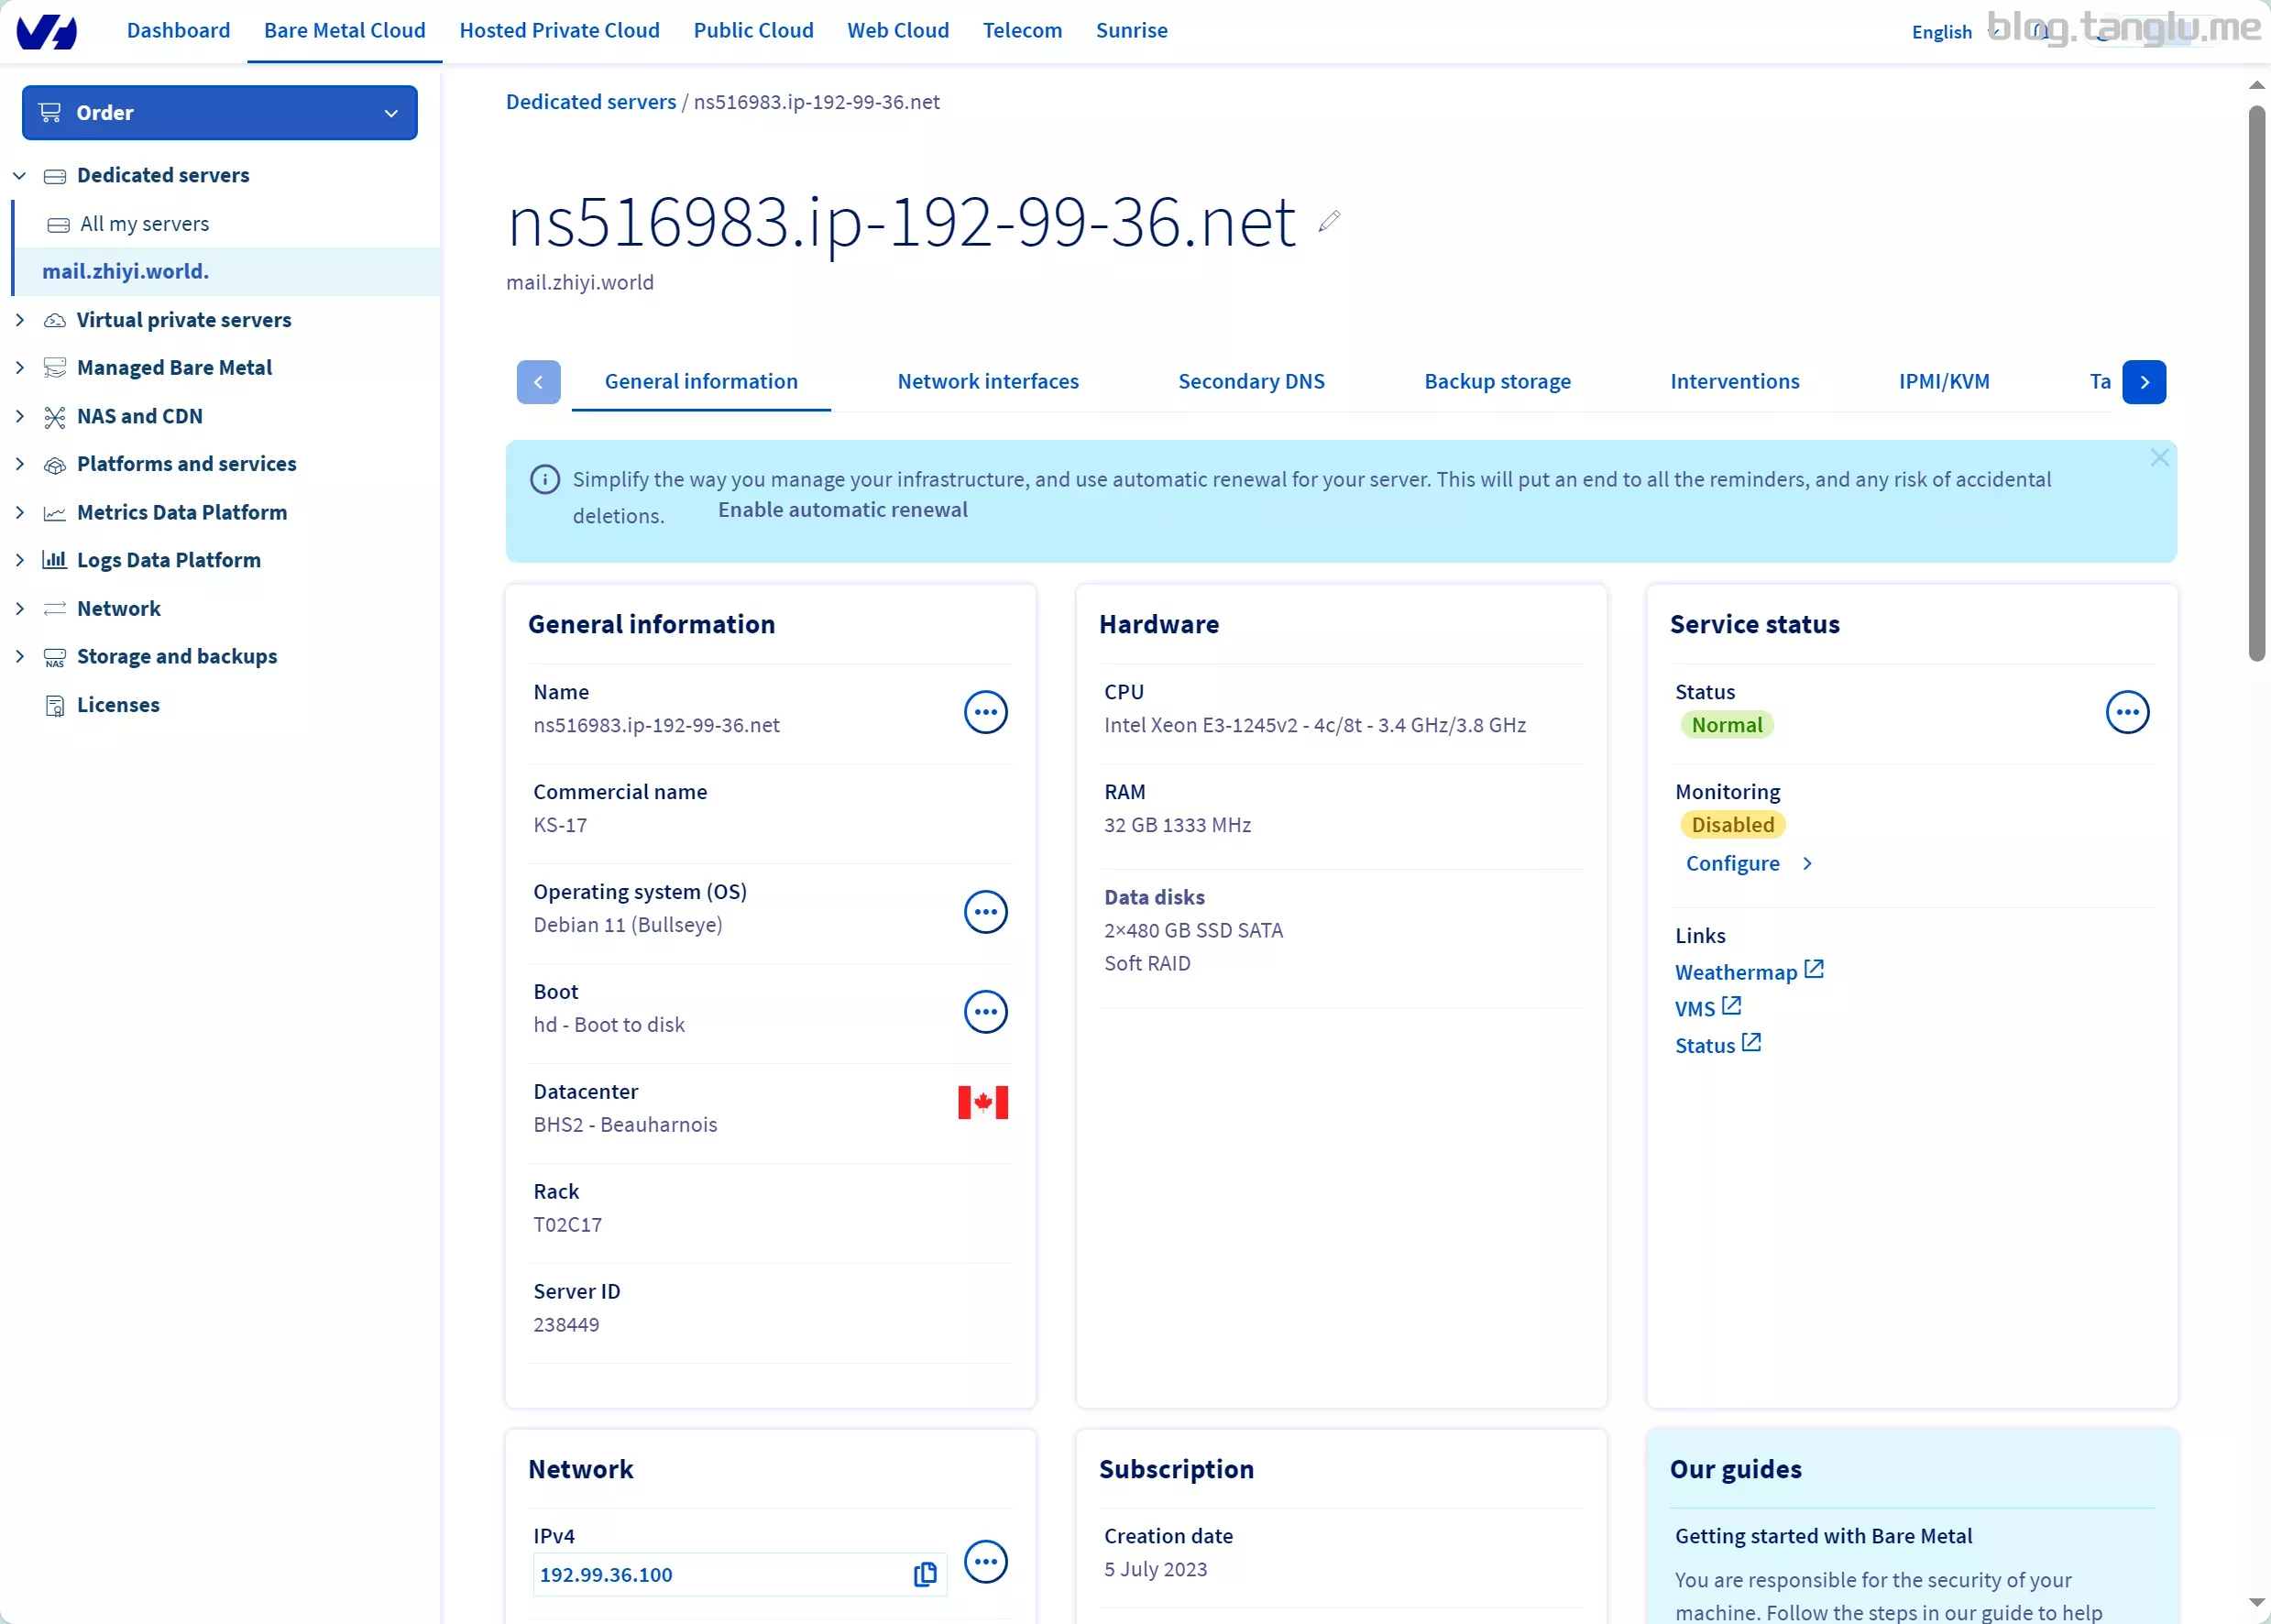 Dashboard
Bare Metal Cloud
Hosted Private Cloud
Public Cloud
Web Cloud
Telecom
Sunrise
English
blog.tanglu.me
Order
Dedicated servers
All my servers
mail.zhiyi.world.
Virtual private servers
Managed Bare Metal
NAS and CDN
Platforms and services
Metrics Data Platform
Logs Data Platform
Network
NAS
Storage and backups
Licenses
Dedicated servers / ns516983.ip-192-99-36.net
ns516983.ip-192-99-36.net
mail.zhiyi.world
General information
Network interfaces
Secondary DNS
Backup storage
Interventions
IPMI/KVM
Ta
Simplify the way you manage your infrastructure, and use automatic renewal for your server. This will put an end to all the reminders, and any risk of accidental
deletions. Enable automatic renewal
General information
Name
ns516983.ip-192-99-36.net
Commercial name
KS-17
Operating system (OS)
Debian 11 (Bullseye)
Boot
hd - Boot to disk
Datacenter
BHS2 - Beauharnois
Rack
T02C17
Server ID
238449
Hardware
CPU
Intel Xeon E3-1245v2 - 4c/8t - 3.4 GHz/3.8 GHz
RAM
32 GB 1333 MHz
Data disks
2×480 GB SSD SATA
Soft RAID
Service status
Status
Normal
Monitoring
Disabled
Configure
Links
Weathermap
VMS
Status
Network
IPv4
192.99.36.100
Subscription
Creation date
5 July 2023
Our guides
Getting started with Bare Metal
You are responsible for the security of your
machine. Follow the steps in our guide to help